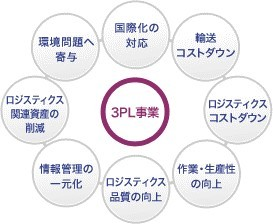 国際化の
対応
輸送
コストダウン
ロジスティクス
コストダウン
作業・生産性
の向上
ロジスティクス
品質の向上
情報管理の
一元化
ロジスティクス
関連資産の
削減
環境問題へ
寄与
3PL事業